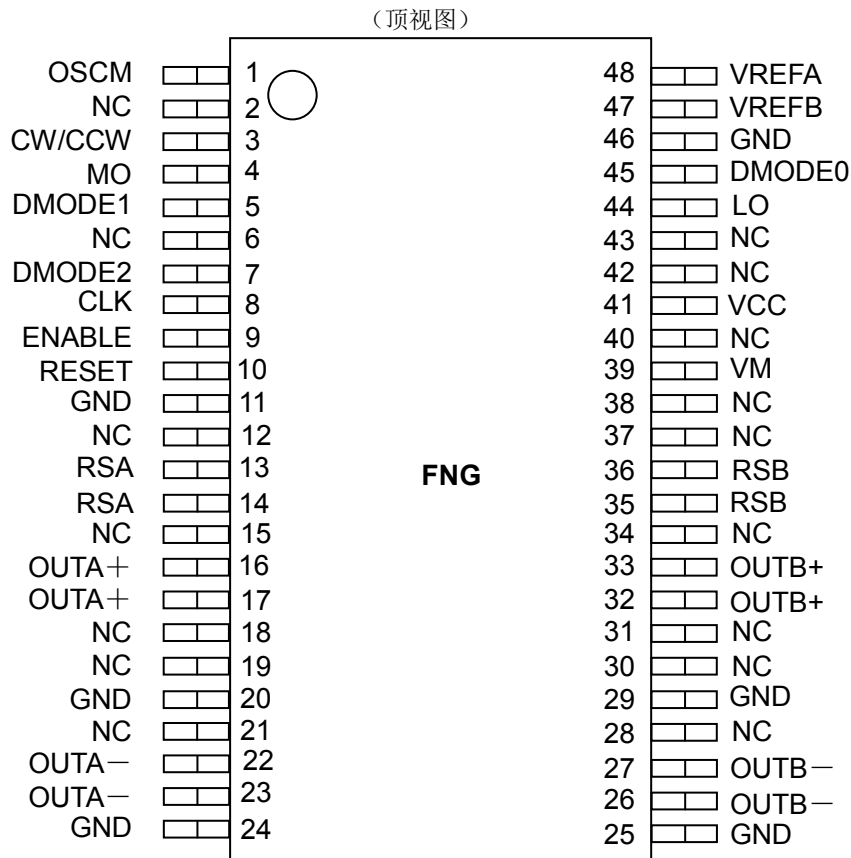 （顶视图）
OSCM 1 48 VREFA
NC 2 47 VREFB
CW/CCW 3 46 GND
MO 4 45 DMODE0
DMODE1 5 44 LO
NC 6 43 NC
DMODE2 7 42 NC
CLK 8 41 VCC
ENABLE 9 40 NC
RESET 10 39 VM
GND 11 38 NC
NC 12 37 NC
RSA 13 FNG 36 RSB
RSA 14 35 RSB
NC 15 34 NC
OUTA＋ 16 33 OUTB+
OUTA＋ 17 32 OUTB+
NC 18 31 NC
NC 19 30 NC
GND 20 29 GND
NC 21 28 NC
OUTA－ 22 27 OUTB－
OUTA－ 23 26 OUTB－
GND 24 25 GND